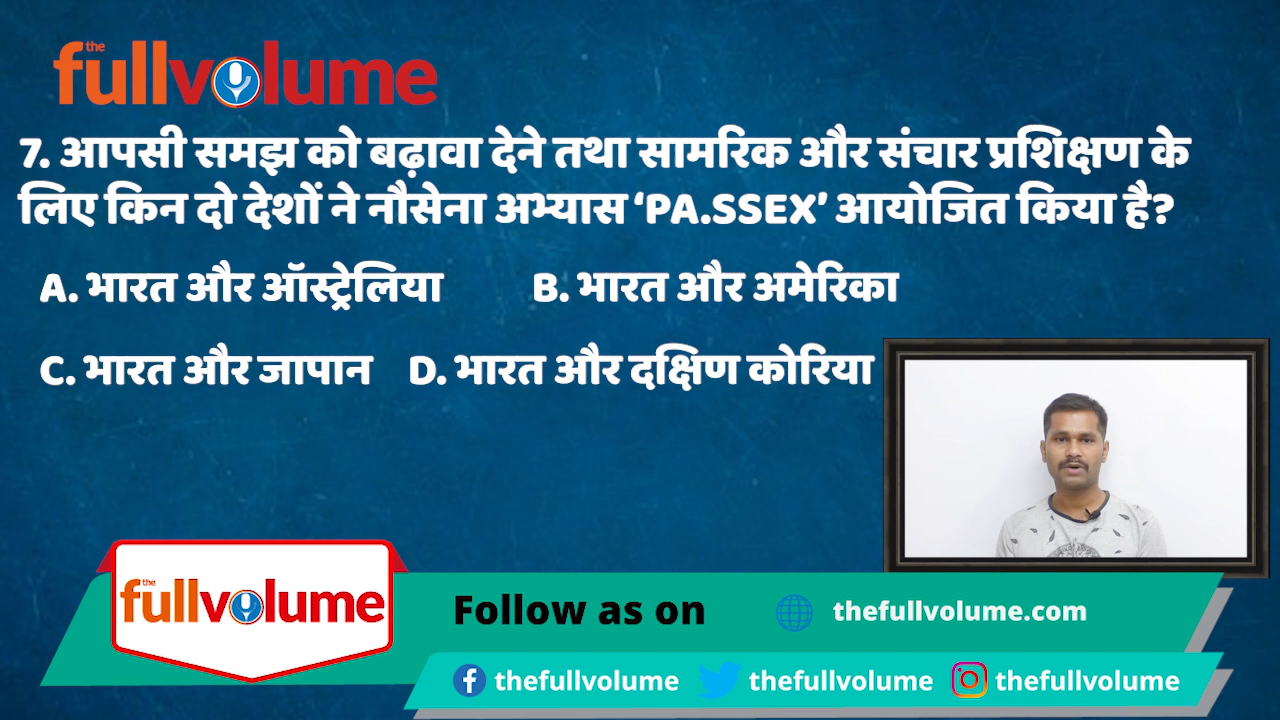 the
fullvolume
7. आपसी समझ को बढ़ावा देने तथा सामरिक और संचार प्रशिक्षण के
लिए किन दो देशों ने नौसेना अभ्यास ‘PA.SSEX’ आयोजित किया है?
A. भारत और ऑस्ट्रेलिया B. भारत और अमेरिका
C. भारत और जापान D. भारत और दक्षिण कोरिया
the
fullvolume
Follow as on thefullvolume.com
thefullvolume thefullvolume thefullvolume